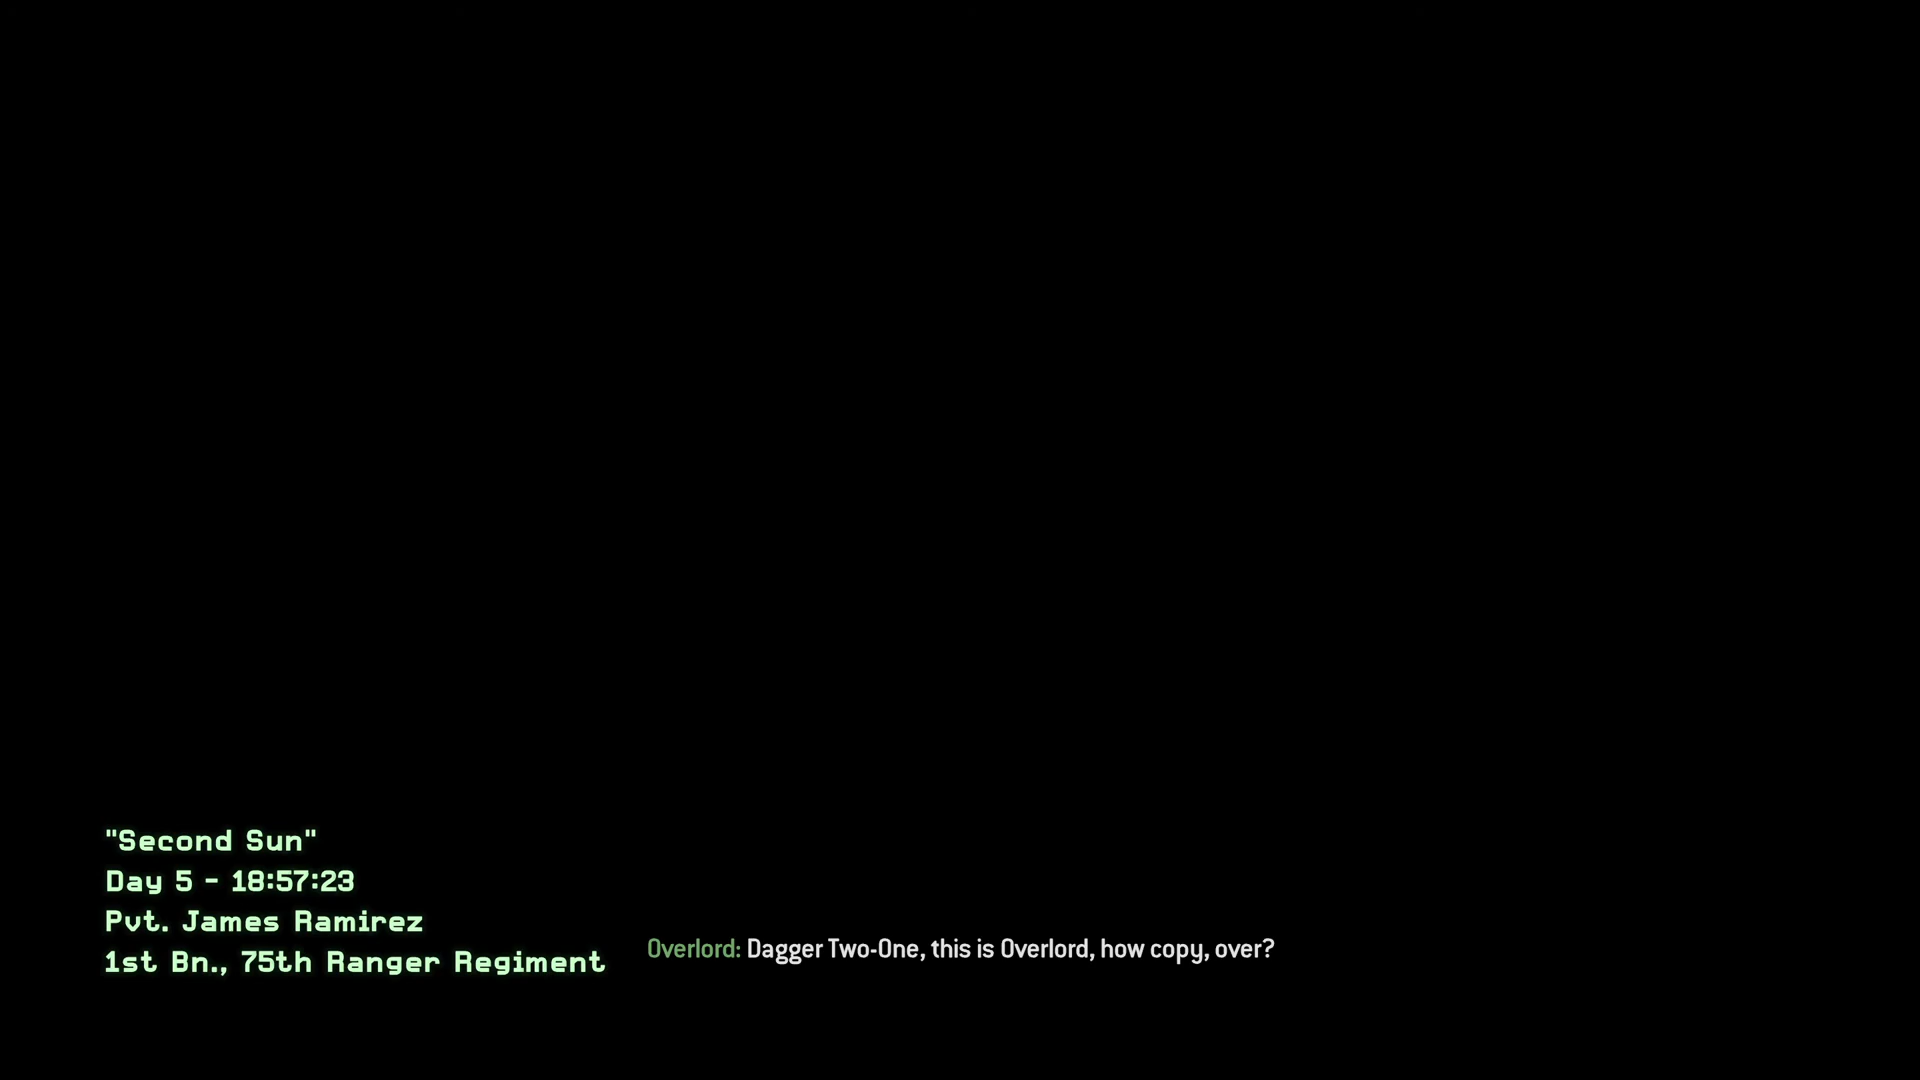 "Second Sun"
Day 5 - 18:57:23
Pvt. James Ramirez
1st Bn., 75th Ranger Regiment
Overlord: Dagger Two-One, this is Overlord, how copy, over?